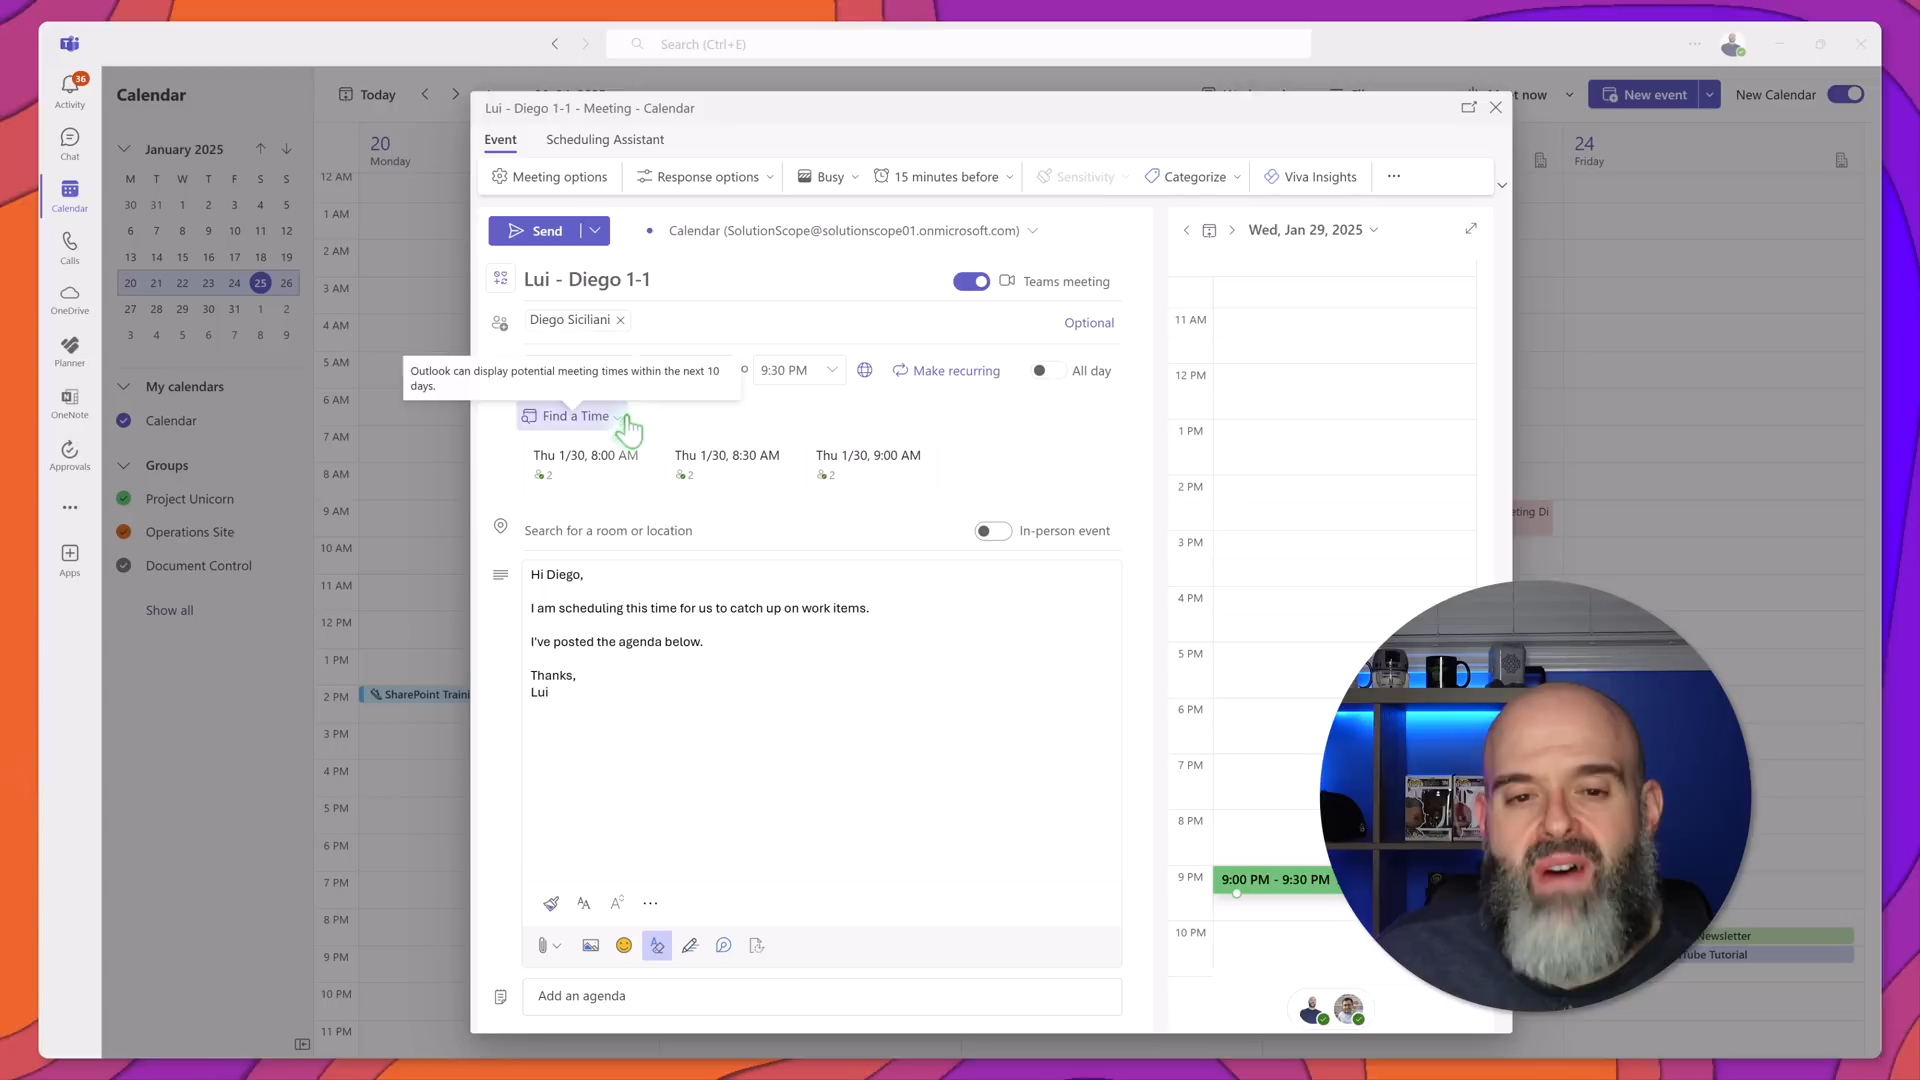 Search (Ctrl+E)
36
Activity
Chat
Calendar
Calls
OneDrive
Planner
OneNote
Approvals
Apps
Calendar
January 2025
M T W T F S S
30 31 1 2 3 4 5
6 7 8 9 10 11 12
13 14 15 16 17 18 19
20 21 22 23 24 25 26
27 28 29 30 31 1 2
3 4 5 6 7 8 9
My calendars
Calendar
Groups
Project Unicorn
Operations Site
Document Control
Show all
Today
now
New event
New Calendar
20
Monday
24
Friday
12 AM
1 AM
2 AM
3 AM
4 AM
5 AM
6 AM
7 AM
8 AM
9 AM
10 AM
11 AM
12 PM
1 PM
2 PM
3 PM
4 PM
5 PM
6 PM
7 PM
8 PM
9 PM
10 PM
11 PM
SharePoint Traini
eting Di
Newsletter
Tube Tutorial
Lui - Diego 1-1 - Meeting - Calendar
Event Scheduling Assistant
Meeting options Response options Busy 15 minutes before Sensitivity Categorize Viva Insights ...
Send
Calendar (SolutionScope@solutionscope01.onmicrosoft.com)
Lui - Diego 1-1
Teams meeting
Diego Siciliani
Optional
Outlook can display potential meeting times within the next 10
days.
o 9:30 PM Make recurring All day
Find a Time
Thu 1/30, 8:00 AM Thu 1/30, 8:30 AM Thu 1/30, 9:00 AM
2 2 2
Search for a room or location
In-person event
Hi Diego,
I am scheduling this time for us to catch up on work items.
I've posted the agenda below.
Thanks,
Lui
Add an agenda
Wed, Jan 29, 2025
11 AM
12 PM
1 PM
2 PM
3 PM
4 PM
5 PM
6 PM
7 PM
8 PM
9 PM
9:00 PM - 9:30 PM
10 PM